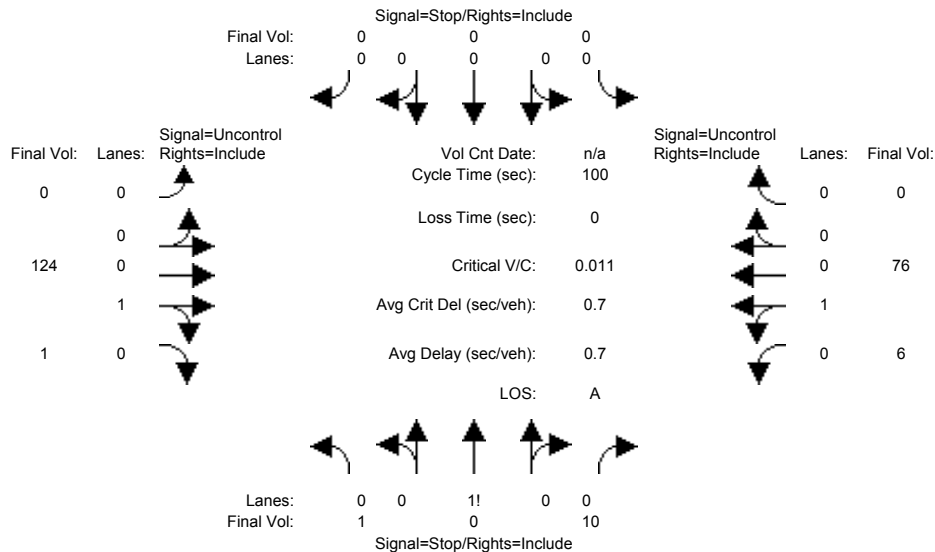 Signal=Stop/Rights=Include
Final Vol: 0 0 0
Lanes: 0 0 0 0 0
Signal=Uncontrol Signal=Uncontrol
Final Vol: Lanes: Rights=Include Vol Cnt Date: n/a Rights=Include Lanes: Final Vol:
Cycle Time (sec): 100
0 0 0 0
Loss Time (sec): 0
0 0
124 0 Critical V/C: 0.011 0 76
1 Avg Crit Del (sec/veh): 0.7 1
1 0 Avg Delay (sec/veh): 0.7 0 6
LOS: A
Lanes: 0 0 1! 0 0
Final Vol: 1 0 10
Signal=Stop/Rights=Include